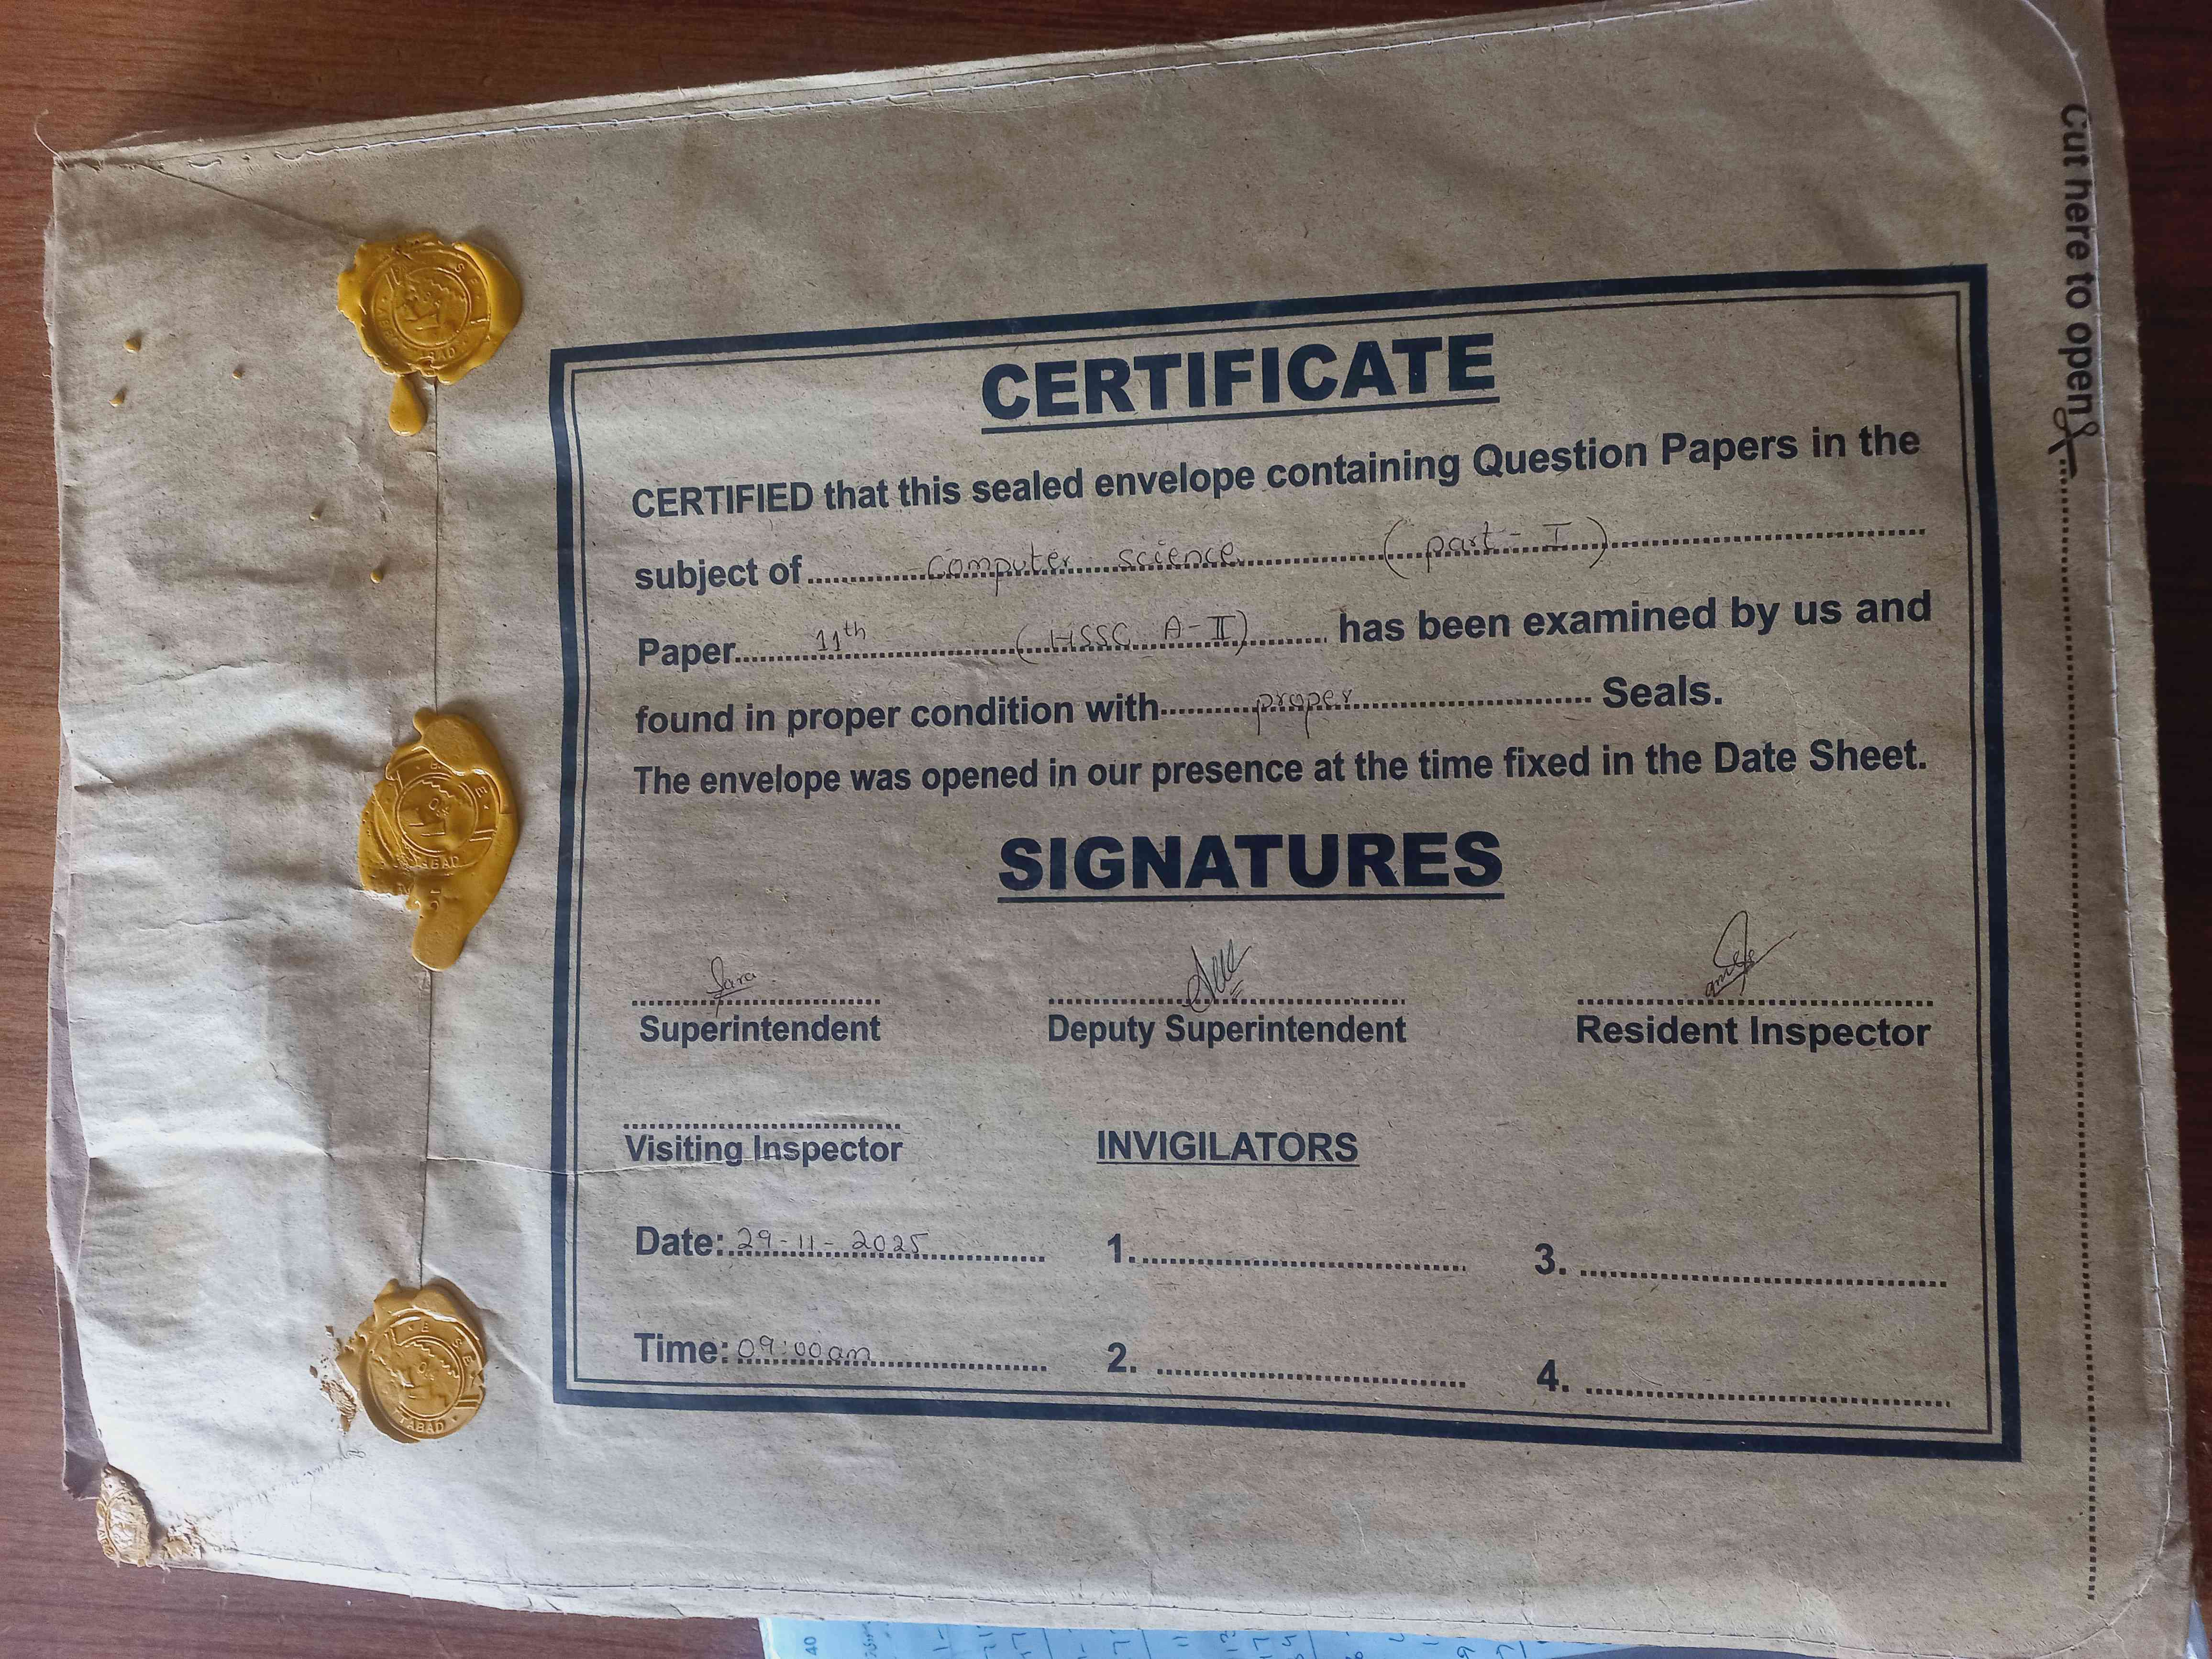 Cut here to open
CERTIFICATE
CERTIFIED that this sealed envelope containing Question Papers in the
subject of Computer science (part-I)
Paper 11th (HSSC A-II) has been examined by us and
found in proper condition with proper Seals.
The envelope was opened in our presence at the time fixed in the Date Sheet.
SIGNATURES
Sara
Superintendent Deputy Superintendent Resident Inspector
Visiting Inspector INVIGILATORS
Date: 29-11-2025 1. 3.
Time: 09:00am 2. 4.